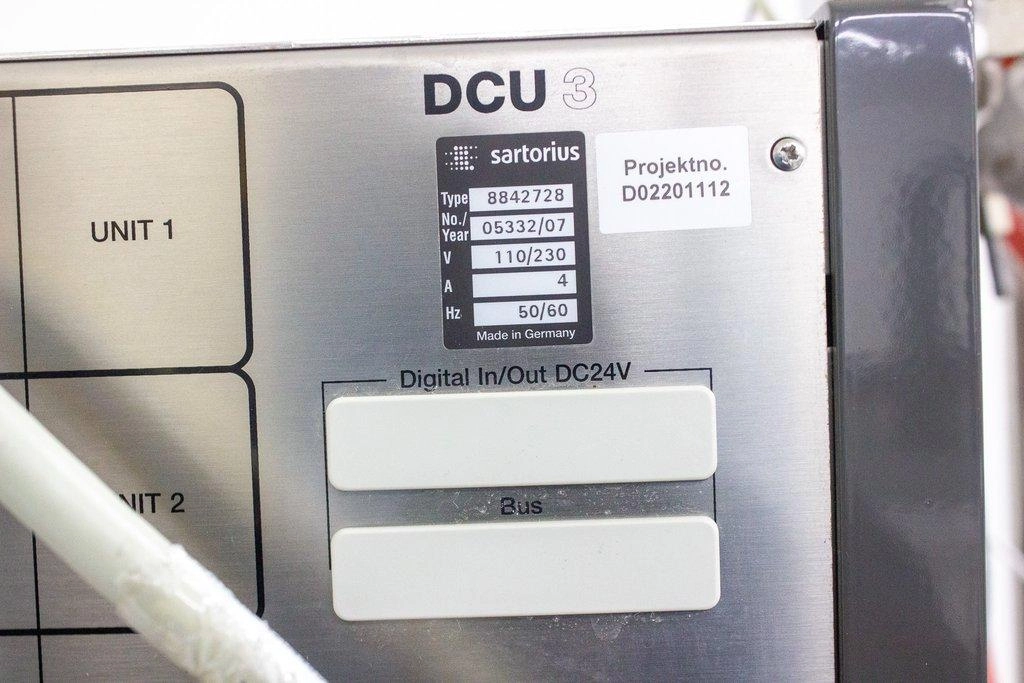 DCU 3
sartorius
Type 8842728
No./
Year 05332/07
V 110/230
A 4
Hz 50/60
Made in Germany
Projektno.
D02201112
UNIT 1
Digital In/Out DC24V
NIT 2
Bus